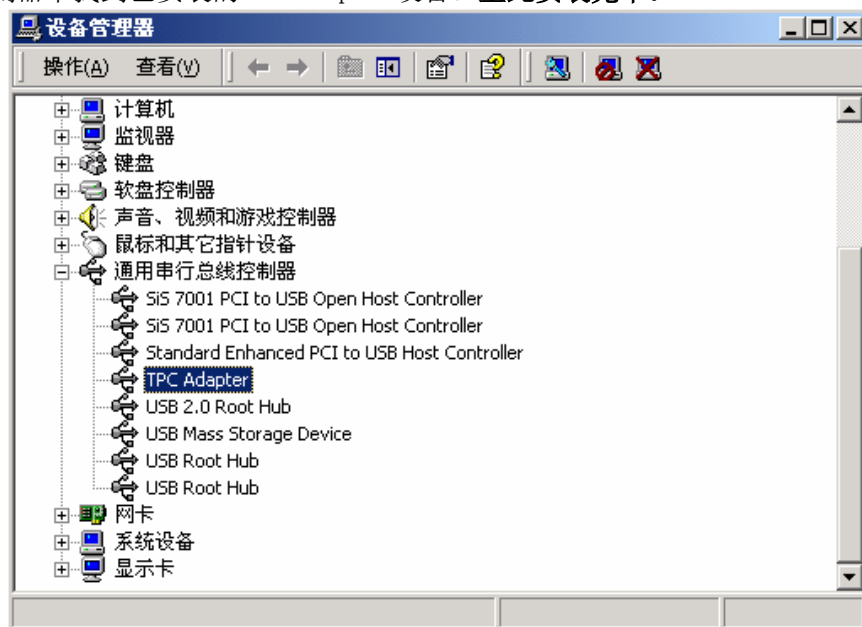 设备管理器
操作(A) 查看(V)
计算机
监视器
键盘
软盘控制器
声音、视频和游戏控制器
鼠标和其它指针设备
通用串行总线控制器
SiS 7001 PCI to USB Open Host Controller
SiS 7001 PCI to USB Open Host Controller
Standard Enhanced PCI to USB Host Controller
TPC Adapter
USB 2.0 Root Hub
USB Mass Storage Device
USB Root Hub
USB Root Hub
网卡
系统设备
显示卡